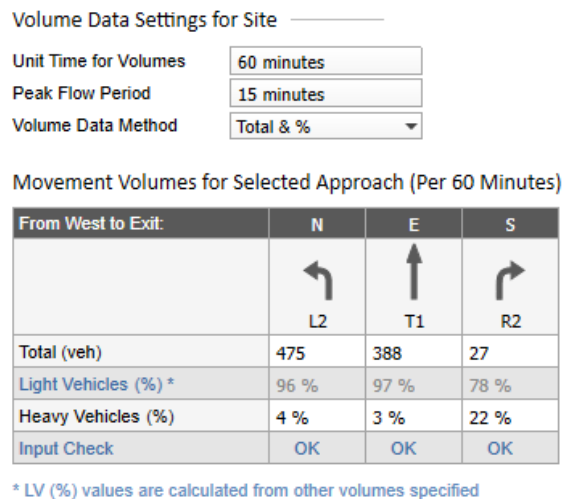 Volume Data Settings for Site
Unit Time for Volumes 60 minutes
Peak Flow Period 15 minutes
Volume Data Method Total & %
Movement Volumes for Selected Approach (Per 60 Minutes)
From West to Exit: N E S
L2 T1 R2
Total (veh) 475 388 27
Light Vehicles (%) * 96 % 97 % 78 %
Heavy Vehicles (%) 4 % 3 % 22 %
Input Check OK OK OK
* LV (%) values are calculated from other volumes specified